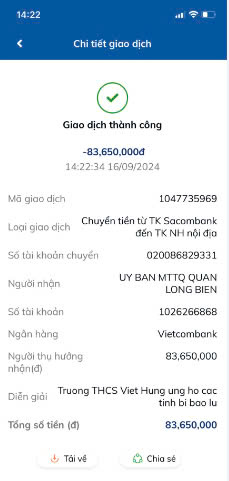 14:22
Chi tiết giao dịch
Giao dịch thành công
-83,650,000đ
14:22:34 16/09/2024
Mã giao dịch 1047735969
Loại giao dịch Chuyển tiền từ TK Sacombank
đến TK NH nội địa
Số tài khoản chuyển 020086829331
Người nhận UY BAN MTTQ QUAN
LONG BIEN
Số tài khoản 1026266868
Ngân hàng Vietcombank
Người thụ hưởng 83,650,000
nhận(đ)
Diễn giải Truong THCS Viet Hung ung ho cac
tinh bi bao lu
Tổng số tiền (đ) 83,650,000
Tải về Chia sẻ